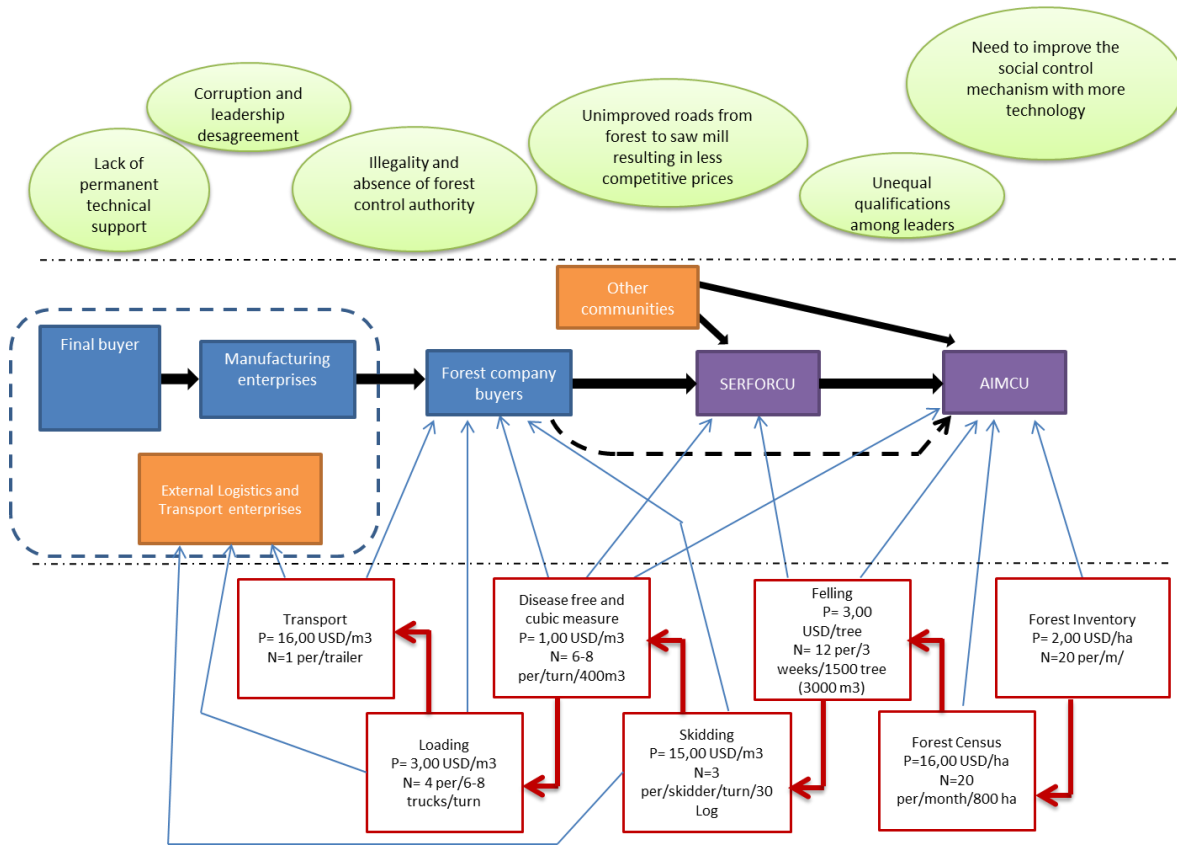 Corruption and
leadership
desagreement
Lack of
permanent
technical
support
Illegality and
absence of forest
control authority
Unimproved roads from
forest to saw mill
resulting in less
competitive prices
Need to improve the
social control
mechanism with more
technology
Unequal
qualifications
among leaders
Other
communities
Final buyer
Manufacturing
enterprises
Forest company
buyers
SERFORCU
AIMCU
External Logistics and
Transport enterprises
Transport
P= 16,00 USD/m3
N=1 per/trailer
Disease free and
cubic measure
P= 1,00 USD/m3
N= 6-8
per/turn/400m3
Felling
P= 3,00
USD/tree
N= 12 per/3
weeks/1500 tree
(3000 m3)
Forest Inventory
P= 2,00 USD/ha
N=20 per/m/
Loading
P= 3,00 USD/m3
N= 4 per/6-8
trucks/turn
Skidding
P= 15,00 USD/m3
N=3
per/skidder/turn/30
Log
Forest Census
P=16,00 USD/ha
N=20
per/month/800 ha